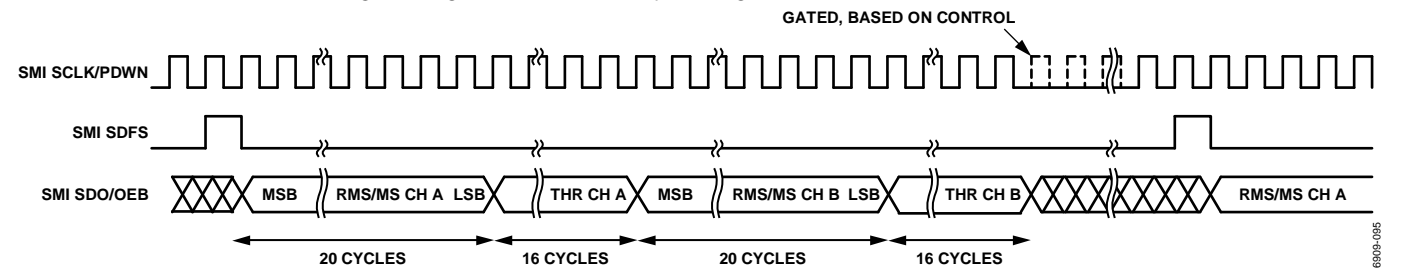 GATED, BASED ON CONTROL
SMI SCLK/PDWN
SMI SDFS
SMI SDO/OEB
MSB RMS/MS CH A LSB THR CH A MSB RMS/MS CH B LSB THR CH B RMS/MS CH A
20 CYCLES 16 CYCLES 20 CYCLES 16 CYCLES
6909-095